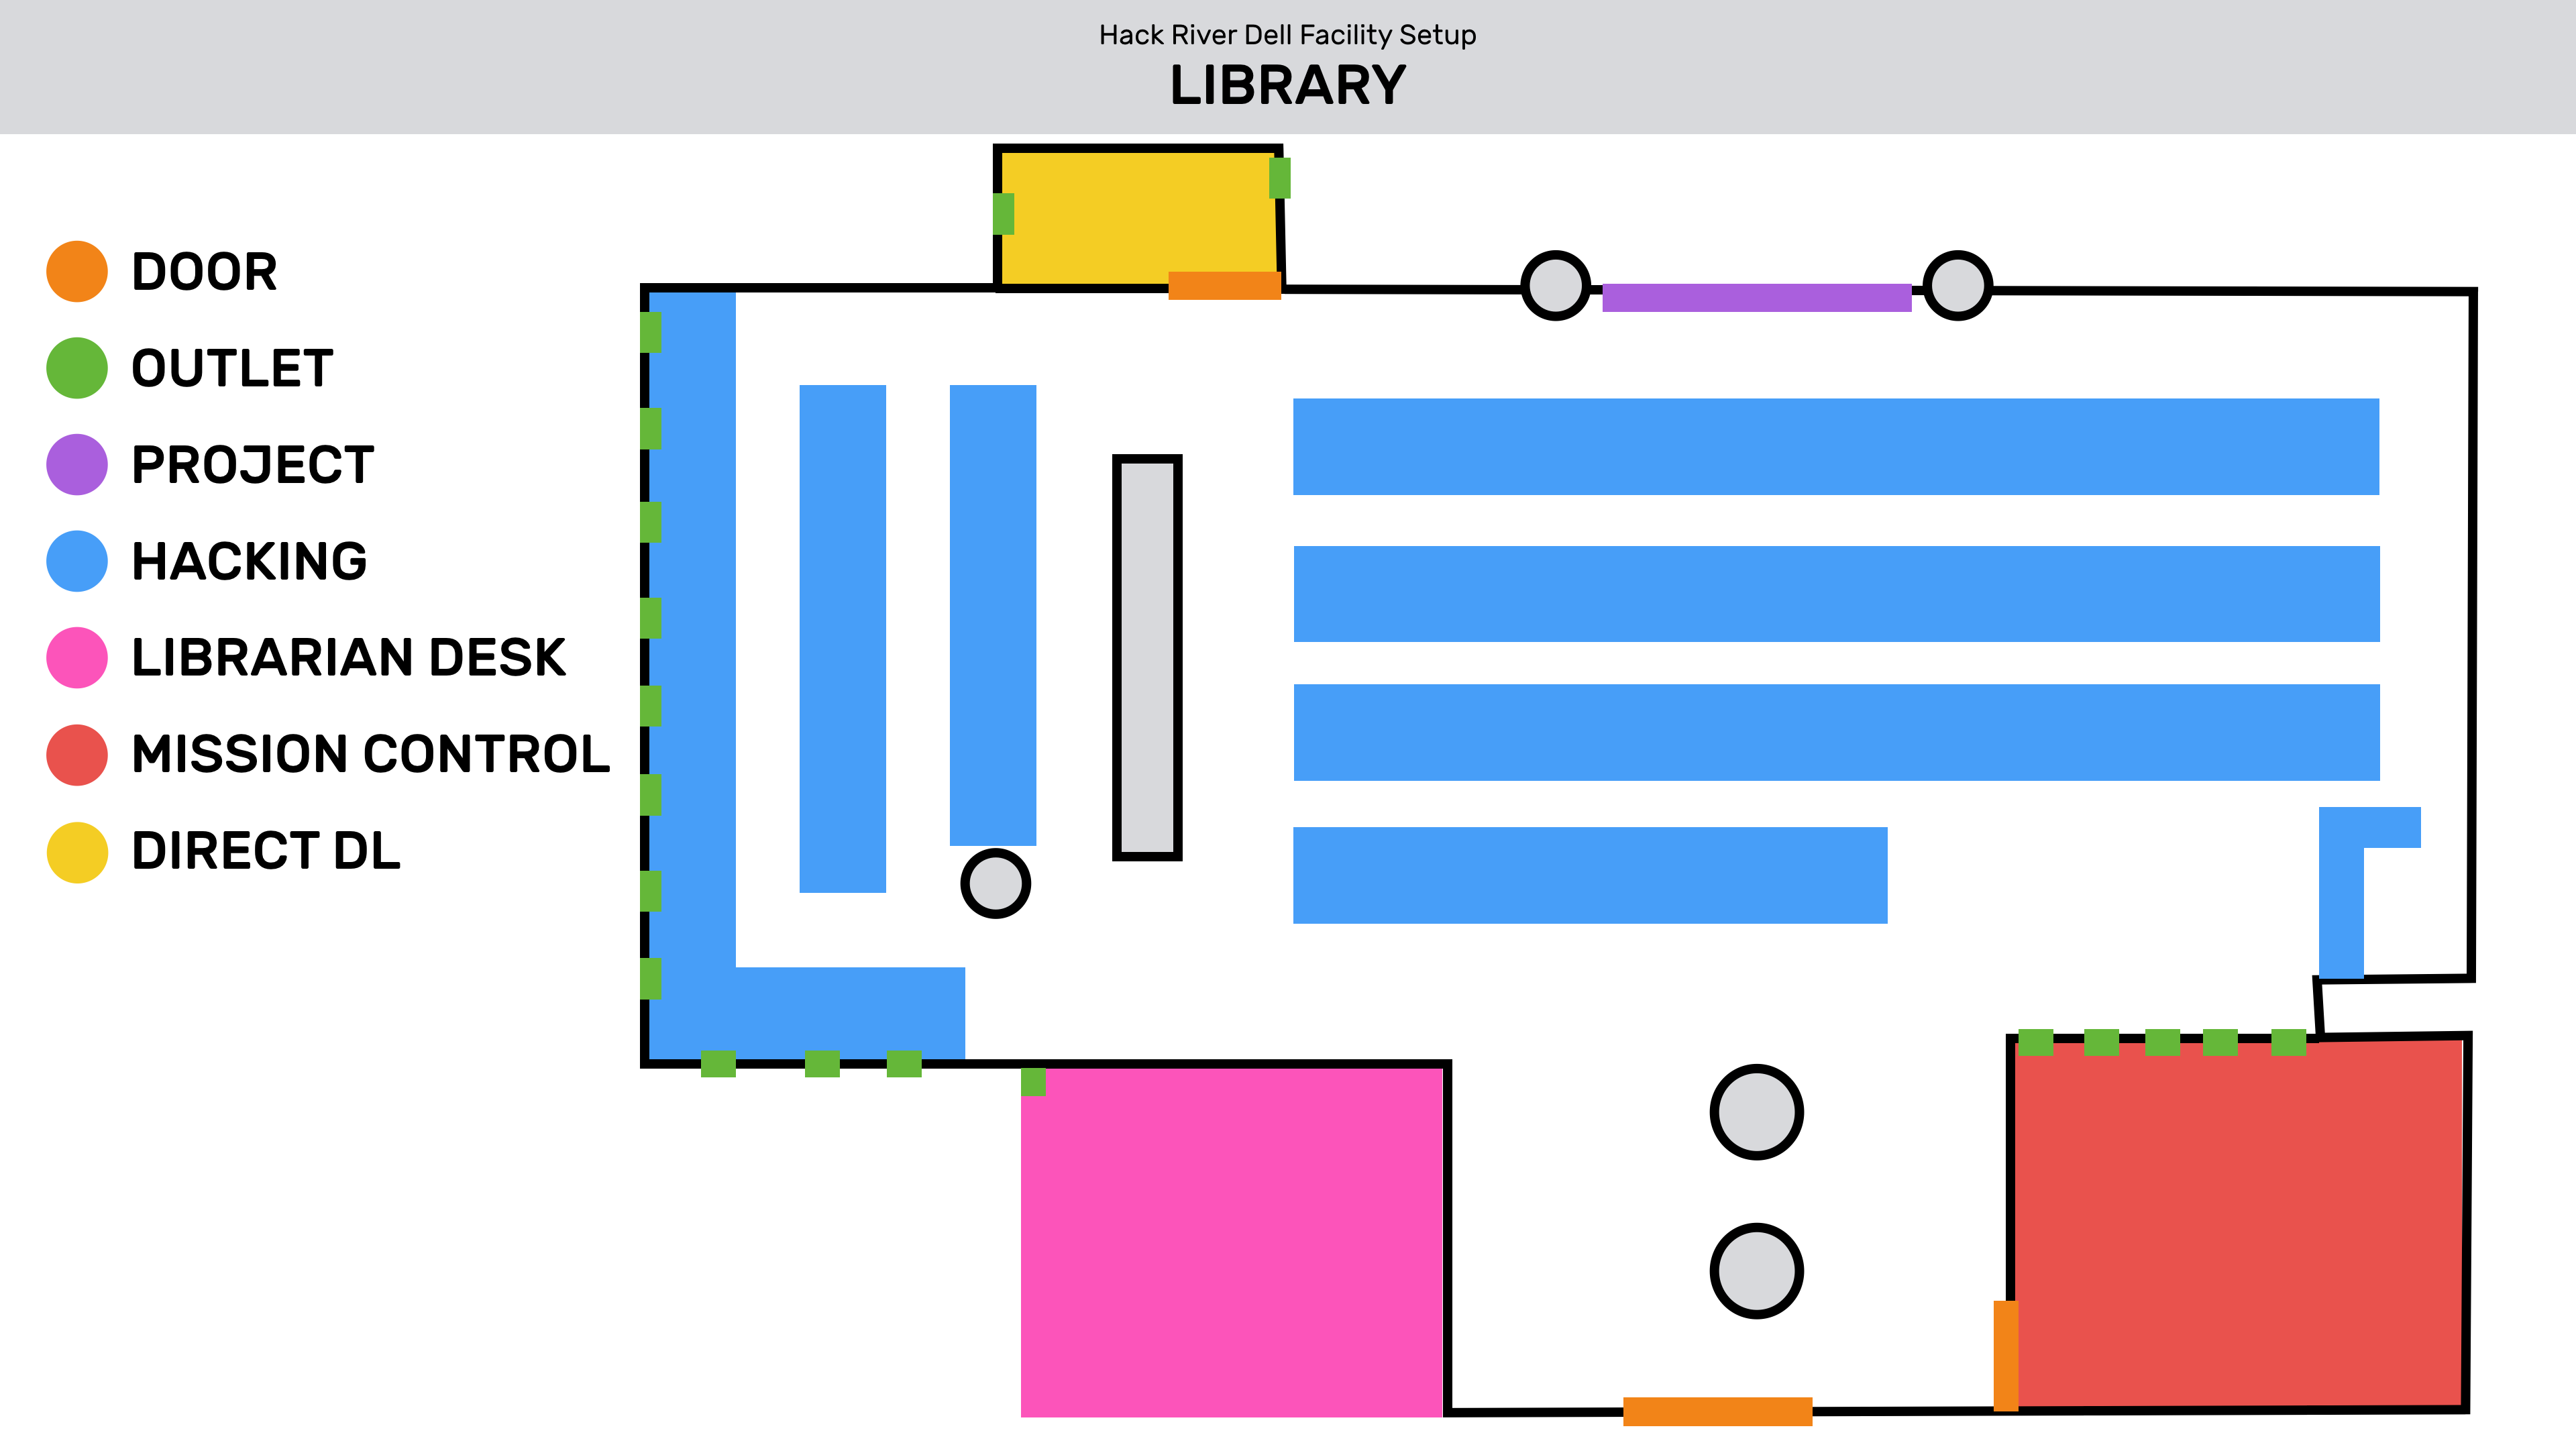 Hack River Dell Facility Setup
LIBRARY
DOOR
OUTLET
PROJECT
HACKING
LIBRARIAN DESK
MISSION CONTROL
DIRECT DL